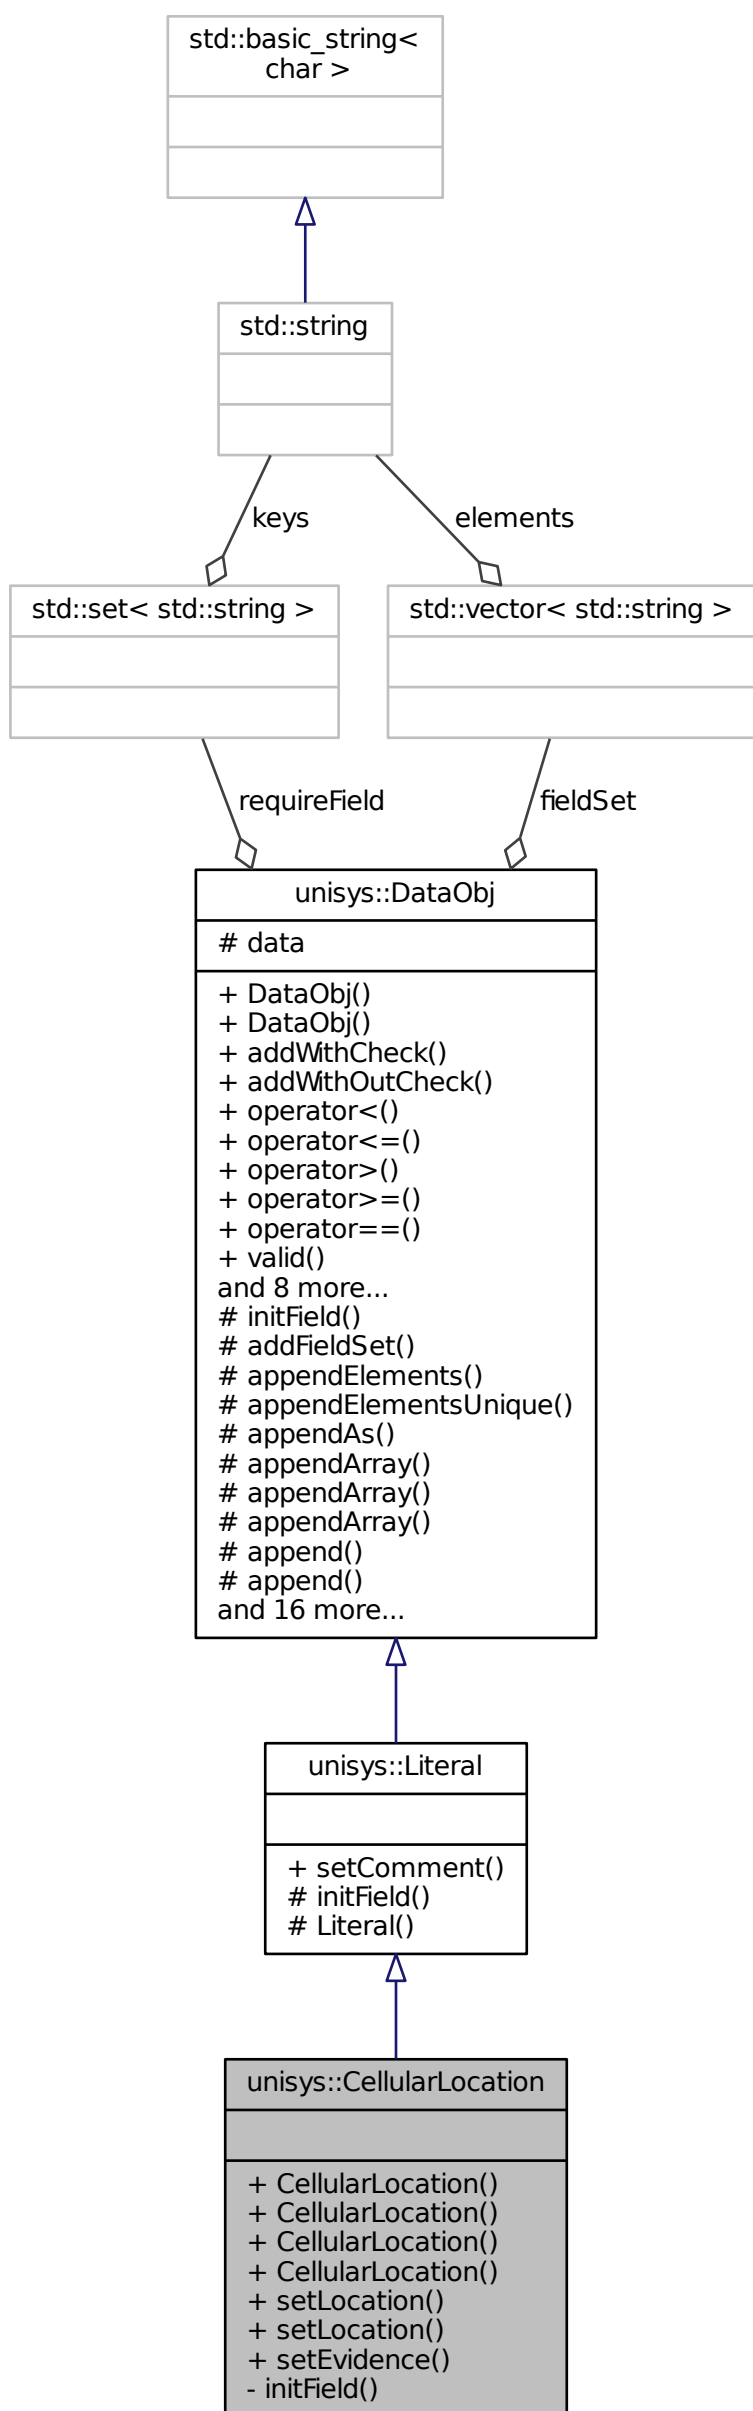 std::basic_string<
char >
std::string
keys
elements
std::set< std::string >
std::vector< std::string >
requireField
fieldSet
unisys::DataObj
# data
+ DataObj()
+ DataObj()
+ addWithCheck()
+ addWithOutCheck()
+ operator<()
+ operator<=()
+ operator>()
+ operator>=()
+ operator==()
+ valid()
and 8 more...
# initField()
# addFieldSet()
# appendElements()
# appendElementsUnique()
# appendAs()
# appendArray()
# appendArray()
# appendArray()
# append()
# append()
and 16 more...
unisys::Literal
+ setComment()
# initField()
# Literal()
unisys::CellularLocation
+ CellularLocation()
+ CellularLocation()
+ CellularLocation()
+ CellularLocation()
+ setLocation()
+ setLocation()
+ setEvidence()
- initField()